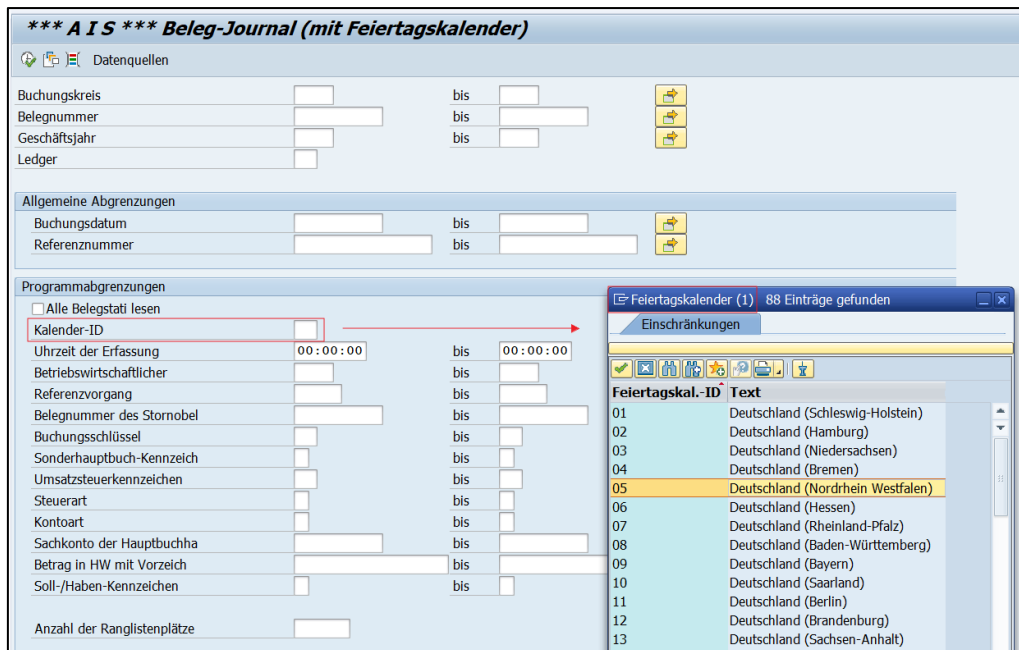 *** A I S *** Beleg-Journal (mit Feiertagskalender)
Datenquellen
Buchungskreis bis
Belegnummer bis
Geschäftsjahr bis
Ledger
Allgemeine Abgrenzungen
Buchungsdatum bis
Referenznummer bis
Programmabgrenzungen
Alle Belegstati lesen
Kalender-ID
Uhrzeit der Erfassung 00:00:00 bis 00:00:00
Betriebswirtschaftlicher bis
Referenzvorgang bis
Belegnummer des Stornobel bis
Buchungsschlüssel bis
Sonderhauptbuch-Kennzeich bis
Umsatzsteuerkennzeichen bis
Steuerart bis
Kontoart bis
Sachkonto der Hauptbuchha bis
Betrag in HW mit Vorzeich bis
Soll-/Haben-Kennzeichen bis
Anzahl der Ranglistenplätze
Feiertagskalender (1) 88 Einträge gefunden
Einschränkungen
Feiertagskal.-ID Text
01 Deutschland (Schleswig-Holstein)
02 Deutschland (Hamburg)
03 Deutschland (Niedersachsen)
04 Deutschland (Bremen)
05 Deutschland (Nordrhein Westfalen)
06 Deutschland (Hessen)
07 Deutschland (Rheinland-Pfalz)
08 Deutschland (Baden-Württemberg)
09 Deutschland (Bayern)
10 Deutschland (Saarland)
11 Deutschland (Berlin)
12 Deutschland (Brandenburg)
13 Deutschland (Sachsen-Anhalt)